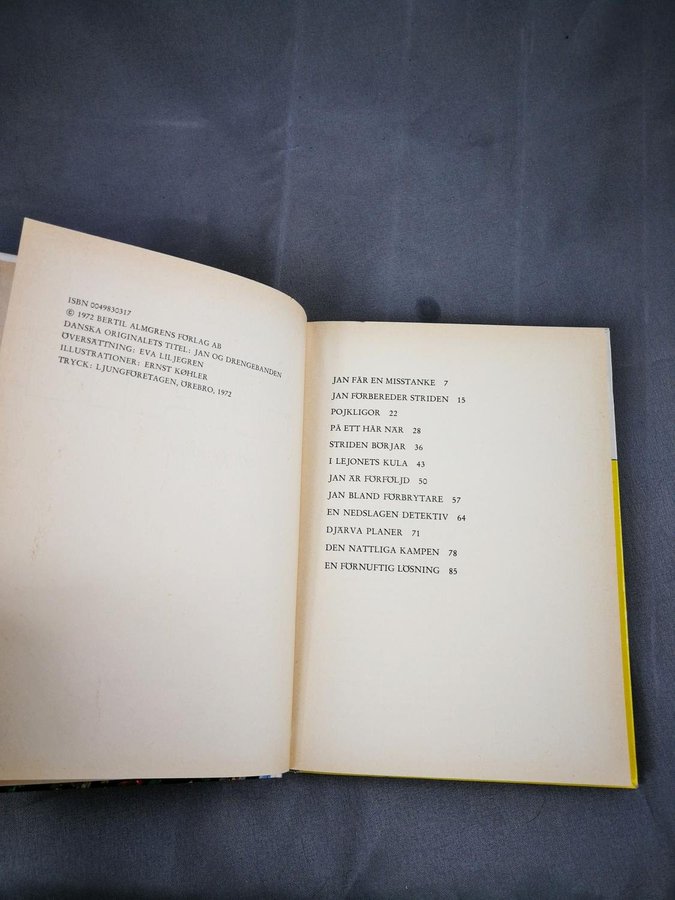 ISBN 0049830317
© 1972 BERTIL ALMGRENS FÖRLAG AB
DANSKA ORIGINALETS TITEL: JAN OG DRENGEBANDEN
ÖVERSÄTTNING: EVA LILJEGREN
ILLUSTRATIONER: ERNST KØHLER
TRYCK: LJUNGFÖRETAGEN, ÖREBRO, 1972
JAN FÅR EN MISSTANKE 7
JAN FÖRBEREDER STRIDEN 15
POJKLIGOR 22
PÅ ETT HÅR NÄR 28
STRIDEN BÖRJAR 36
I LEJONETS KULA 43
JAN ÄR FÖRFÖLJD 50
JAN BLAND FÖRBRYTARE 57
EN NEDSLAGEN DETEKTIV 64
DJÄRVA PLANER 71
DEN NATTLIGA KAMPEN 78
EN FÖRNUFTIG LÖSNING 85